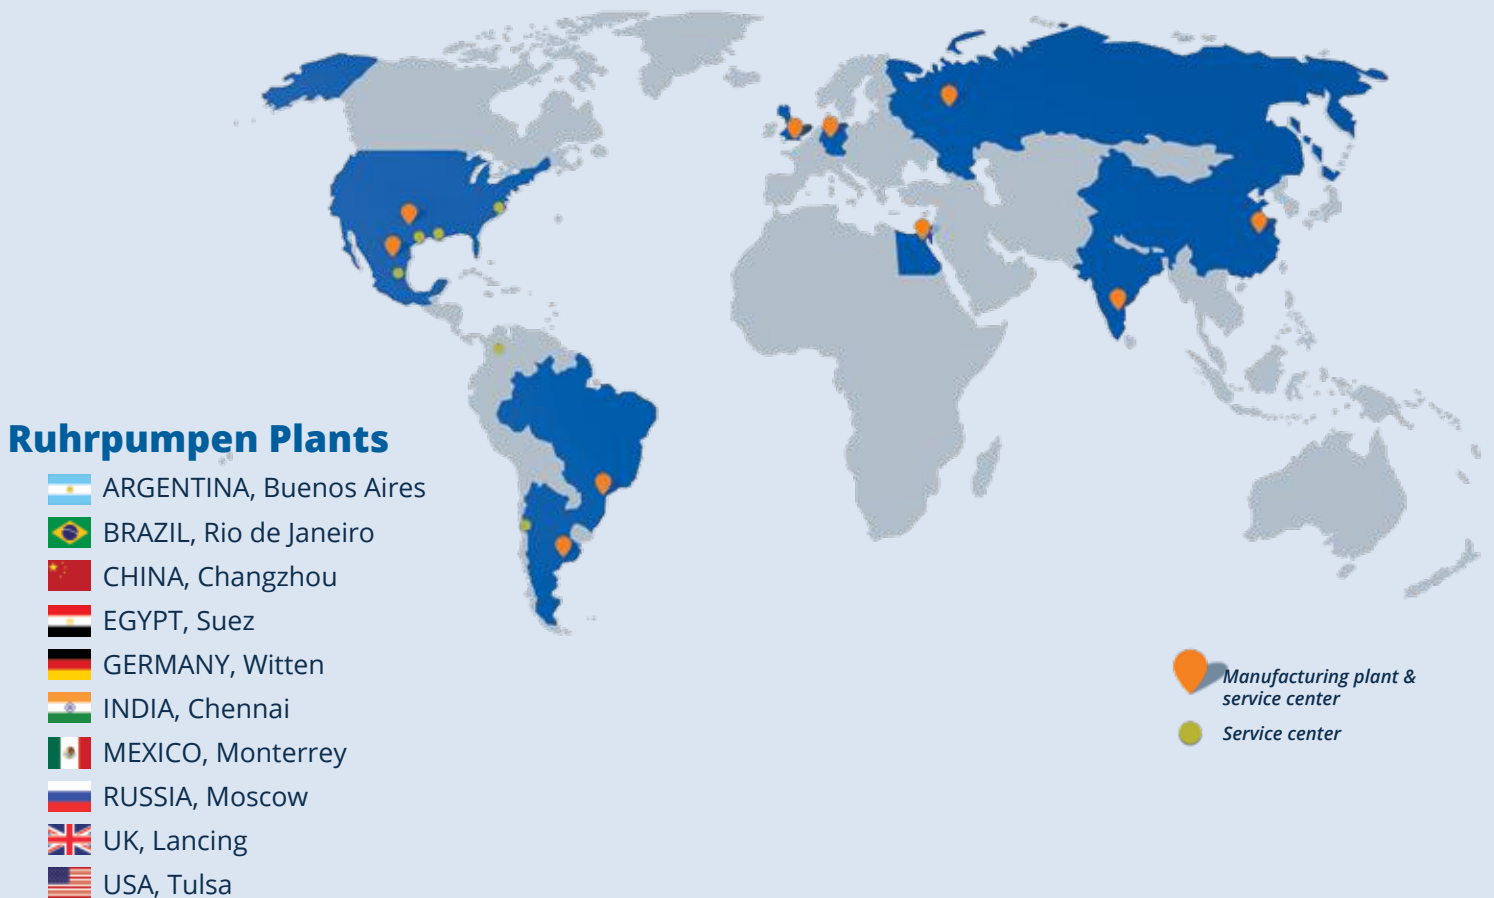 Ruhrpumpen Plants
ARGENTINA, Buenos Aires
BRAZIL, Rio de Janeiro
CHINA, Changzhou
EGYPT, Suez
GERMANY, Witten
INDIA, Chennai
MEXICO, Monterrey
RUSSIA, Moscow
UK, Lancing
USA, Tulsa
Manufacturing plant &
service center
Service center